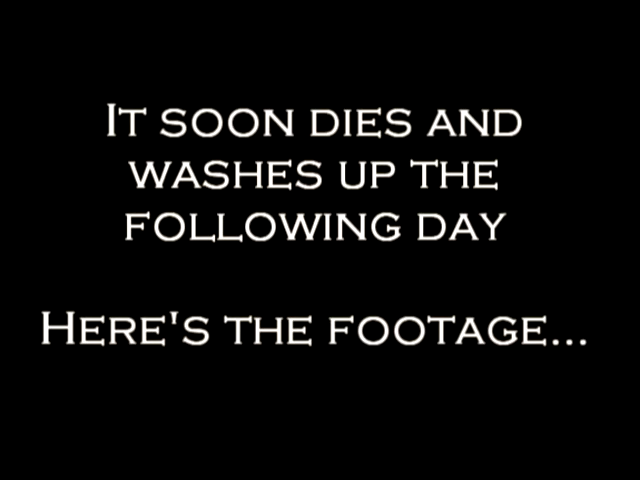 It soon dies and
washes up the
following day
Here's the footage...